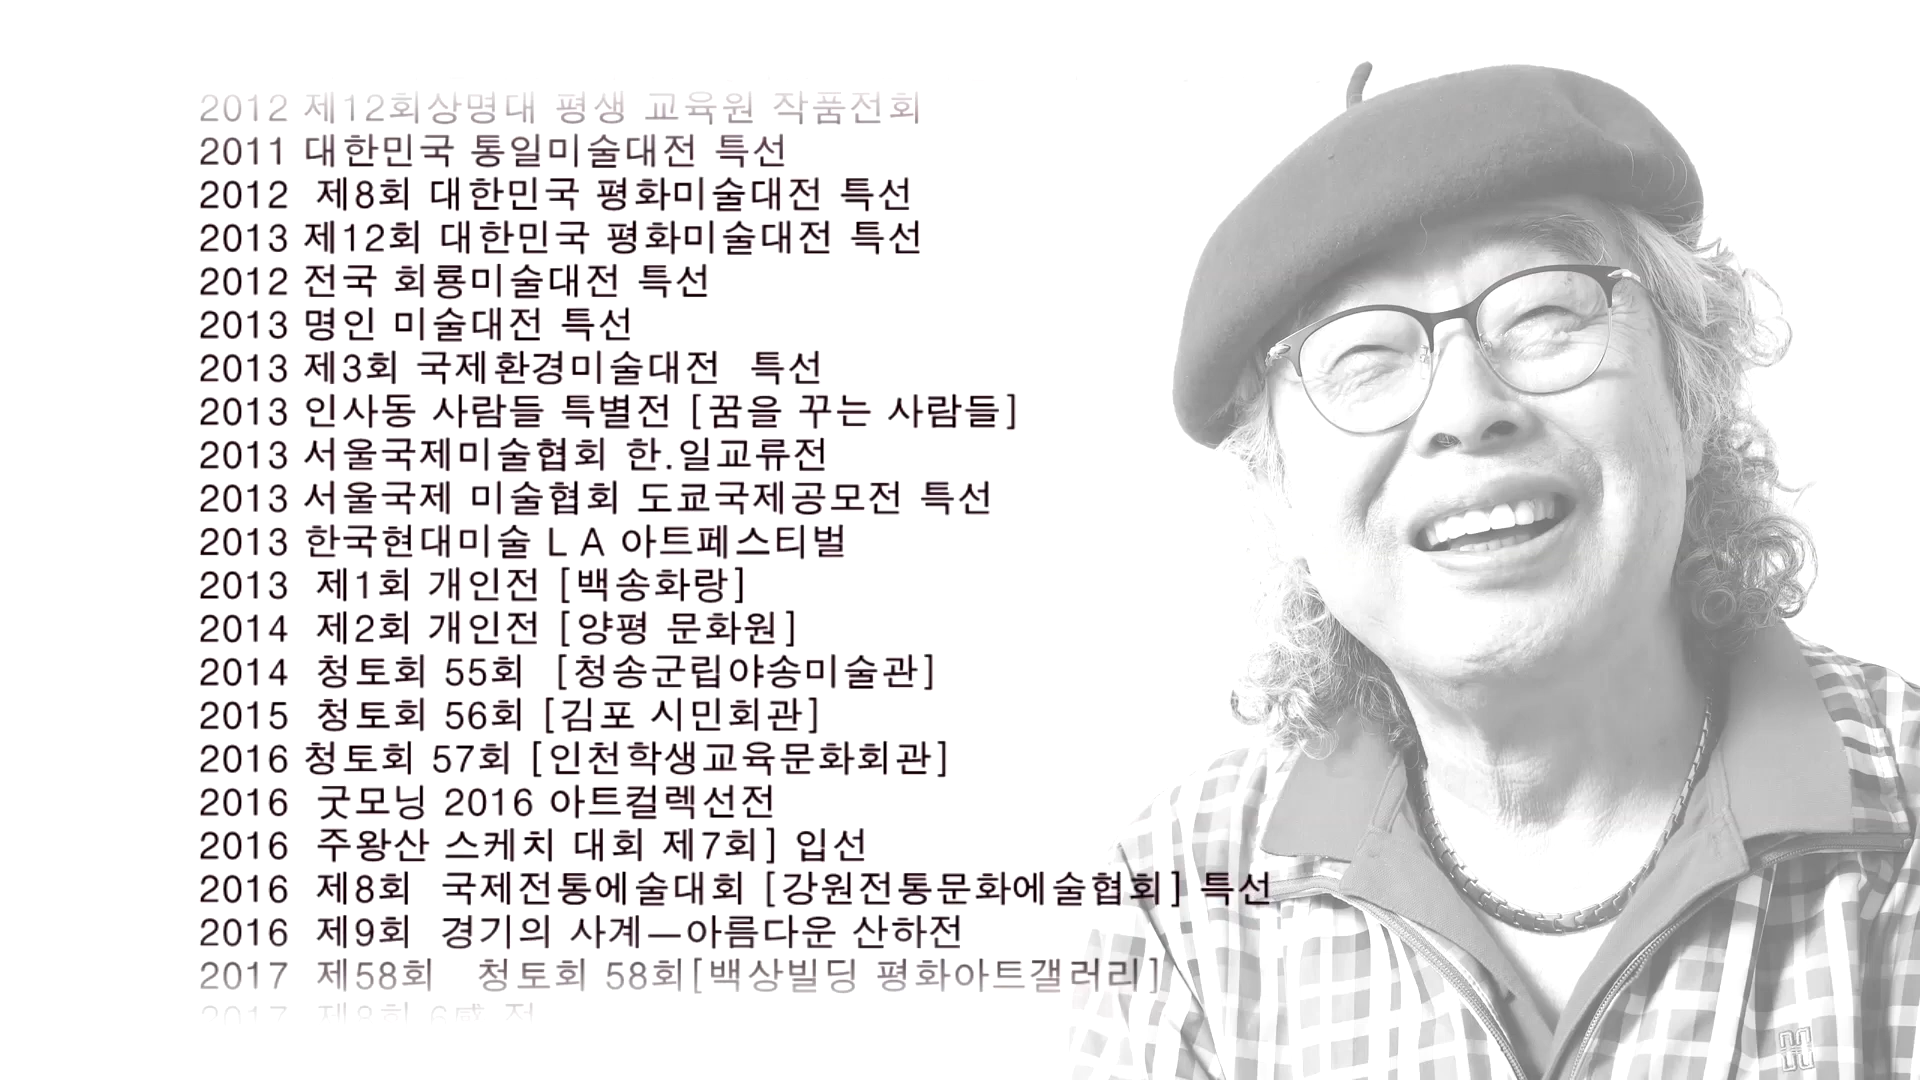 2012 제12회상명대 평생 교육원 작품전회
2011 대한민국 통일미술대전 특선
2012 제8회 대한민국 평화미술대전 특선
2013 제12회 대한민국 평화미술대전 특선
2012 전국 회룡미술대전 특선
2013 명인 미술대전 특선
2013 제3회 국제환경미술대전 특선
2013 인사동 사람들 특별전 [꿈을 꾸는 사람들]
2013 서울국제미술협회 한.일교류전
2013 서울국제 미술협회 도쿄국제공모전 특선
2013 한국현대미술 L A 아트페스티벌
2013 제1회 개인전 [백송화랑]
2014 제2회 개인전 [양평 문화원]
2014 청토회 55회 [청송군립야송미술관]
2015 청토회 56회 [김포 시민회관]
2016 청토회 57회 [인천학생교육문화회관]
2016 굿모닝 2016 아트컬렉션전
2016 주왕산 스케치 대회 제7회] 입선
2016 제8회 국제전통에술대회 [강원전통문화에술협회] 특선
2016 제9회 경기의 사계—아름다운 산하전
2017 제58회 청토회 58회[백상빌딩 평화아트갤러리]
2017 제8회 6感 전